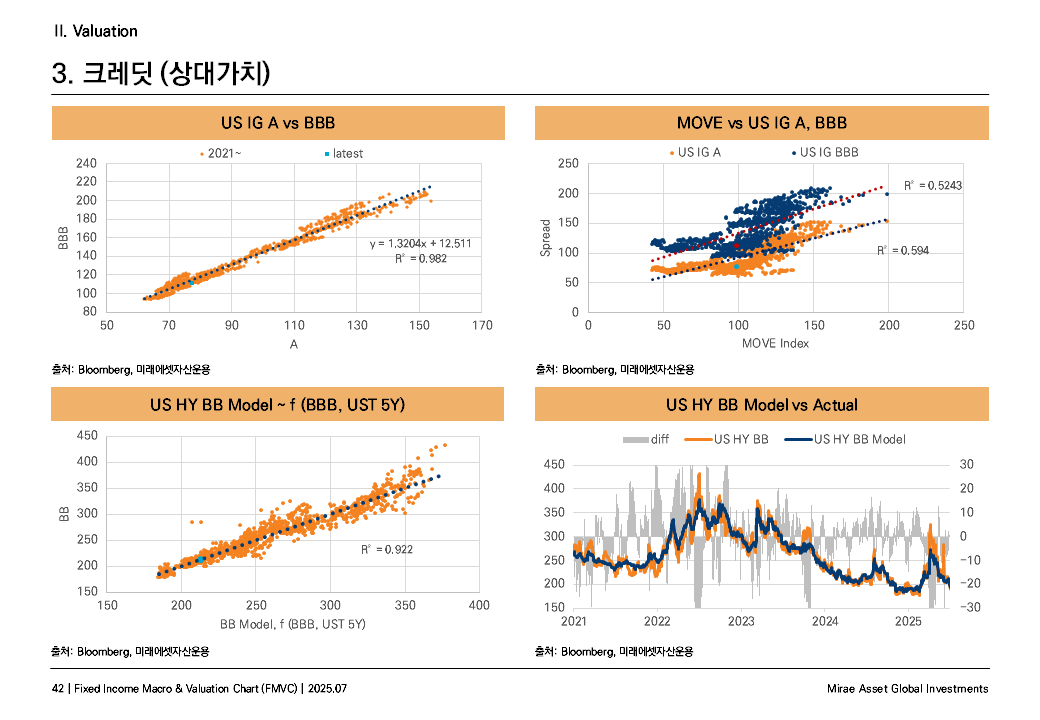 II. Valuation
3. 크레딧 (상대가치)
US IG A vs BBB
2021~
latest
240
220
200
180
160
140
120
100
80
BBB
y = 1.3204x + 12.511
R² = 0.982
50 70 90 110 130 150 170
A
출처: Bloomberg, 미래에셋자산운용
MOVE vs US IG A, BBB
US IG A
US IG BBB
250
200
150
100
50
0
Spread
R² = 0.5243
R² = 0.594
0 50 100 150 200 250
MOVE Index
출처: Bloomberg, 미래에셋자산운용
US HY BB Model ~ f (BBB, UST 5Y)
450
400
350
300
250
200
150
BB
R² = 0.922
150 200 250 300 350 400
BB Model, f (BBB, UST 5Y)
출처: Bloomberg, 미래에셋자산운용
US HY BB Model vs Actual
diff
US HY BB
US HY BB Model
450
400
350
300
250
200
150
30
20
10
0
-10
-20
-30
2021 2022 2023 2024 2025
출처: Bloomberg, 미래에셋자산운용
42 | Fixed Income Macro & Valuation Chart (FMVC) | 2025.07
Mirae Asset Global Investments